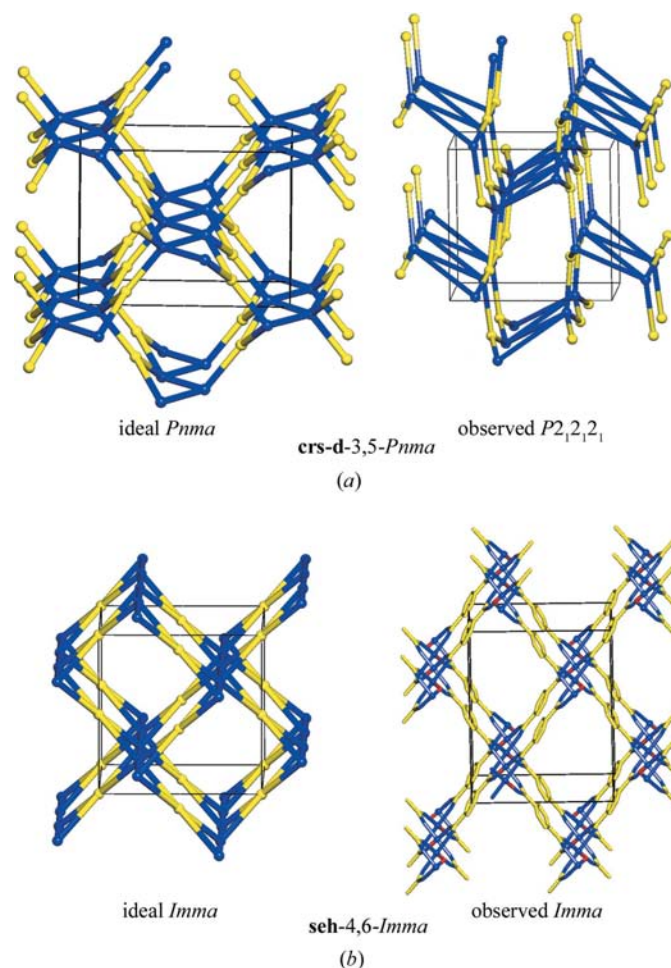 ideal Pnma
observed P2₁2₁2₁
crs-d-3,5-Pnma
(a)
ideal Imma
observed Imma
seh-4,6-Imma
(b)